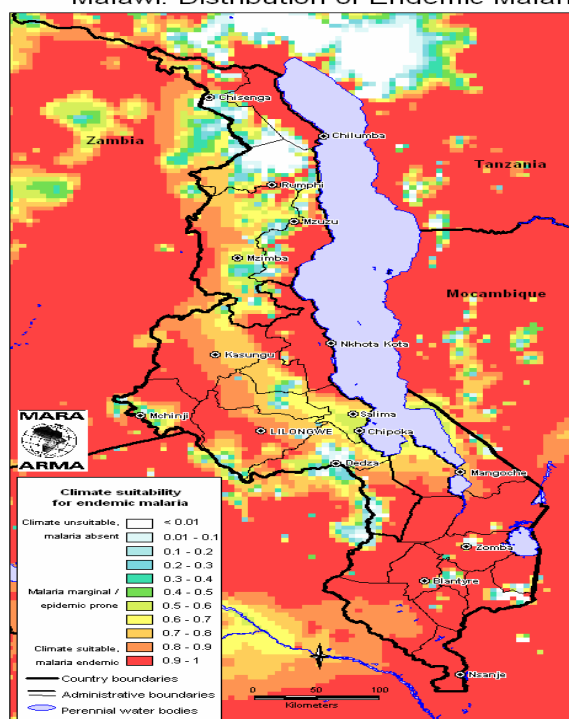 Malawi: Distribution of Endemic Malari
Chisenga
Zambia
Chilumba
Tanzania
Rumphi
Mzuzu
Mzimba
Mocambique
Nkhota Kota
Kasungu
Mchinji
Salima
LILONGWE
Chipoka
Dedza
Mangoche
MARA
ARMA
Zomba
Blantyre
Nsanje
Climate suitability
for endemic malaria
Climate unsuitable,
malaria absent
Malaria marginal /
epidemic prone
Climate suitable,
malaria endemic
< 0.01
0.01 - 0.1
0.1 - 0.2
0.2 - 0.3
0.3 - 0.4
0.4 - 0.5
0.5 - 0.6
0.6 - 0.7
0.7 - 0.8
0.8 - 0.9
0.9 - 1
Country boundaries
Administrative boundaries
Perennial water bodies
0 50 100
Kilometers